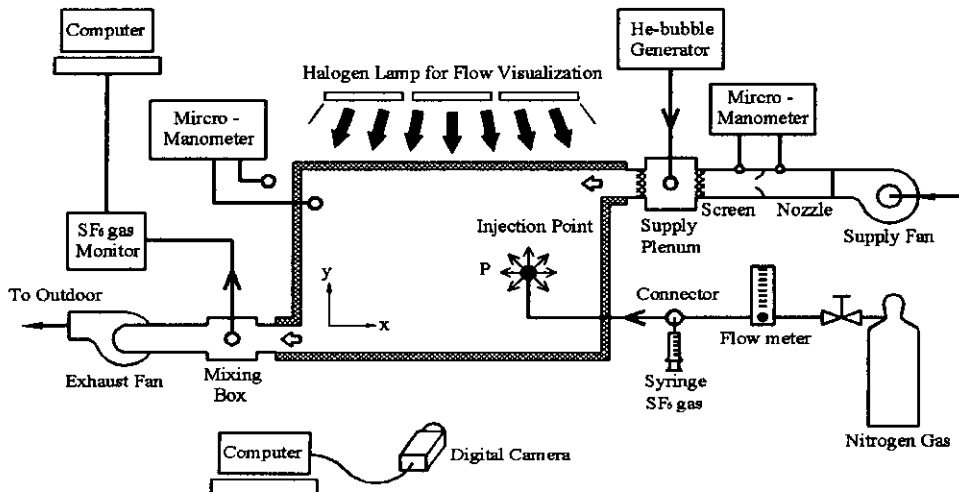 Computer
He-bubble
Generator
Halogen Lamp for Flow Visualization
Mircro -
Manometer
Mircro -
Manometer
SF6 gas
Monitor
Injection Point
P
Supply
Plenum
Screen
Nozzle
Supply Fan
To Outdoor
y
x
Connector
Flow meter
Exhaust Fan
Mixing
Box
Syringe
SF6 gas
Nitrogen Gas
Computer
Digital Camera